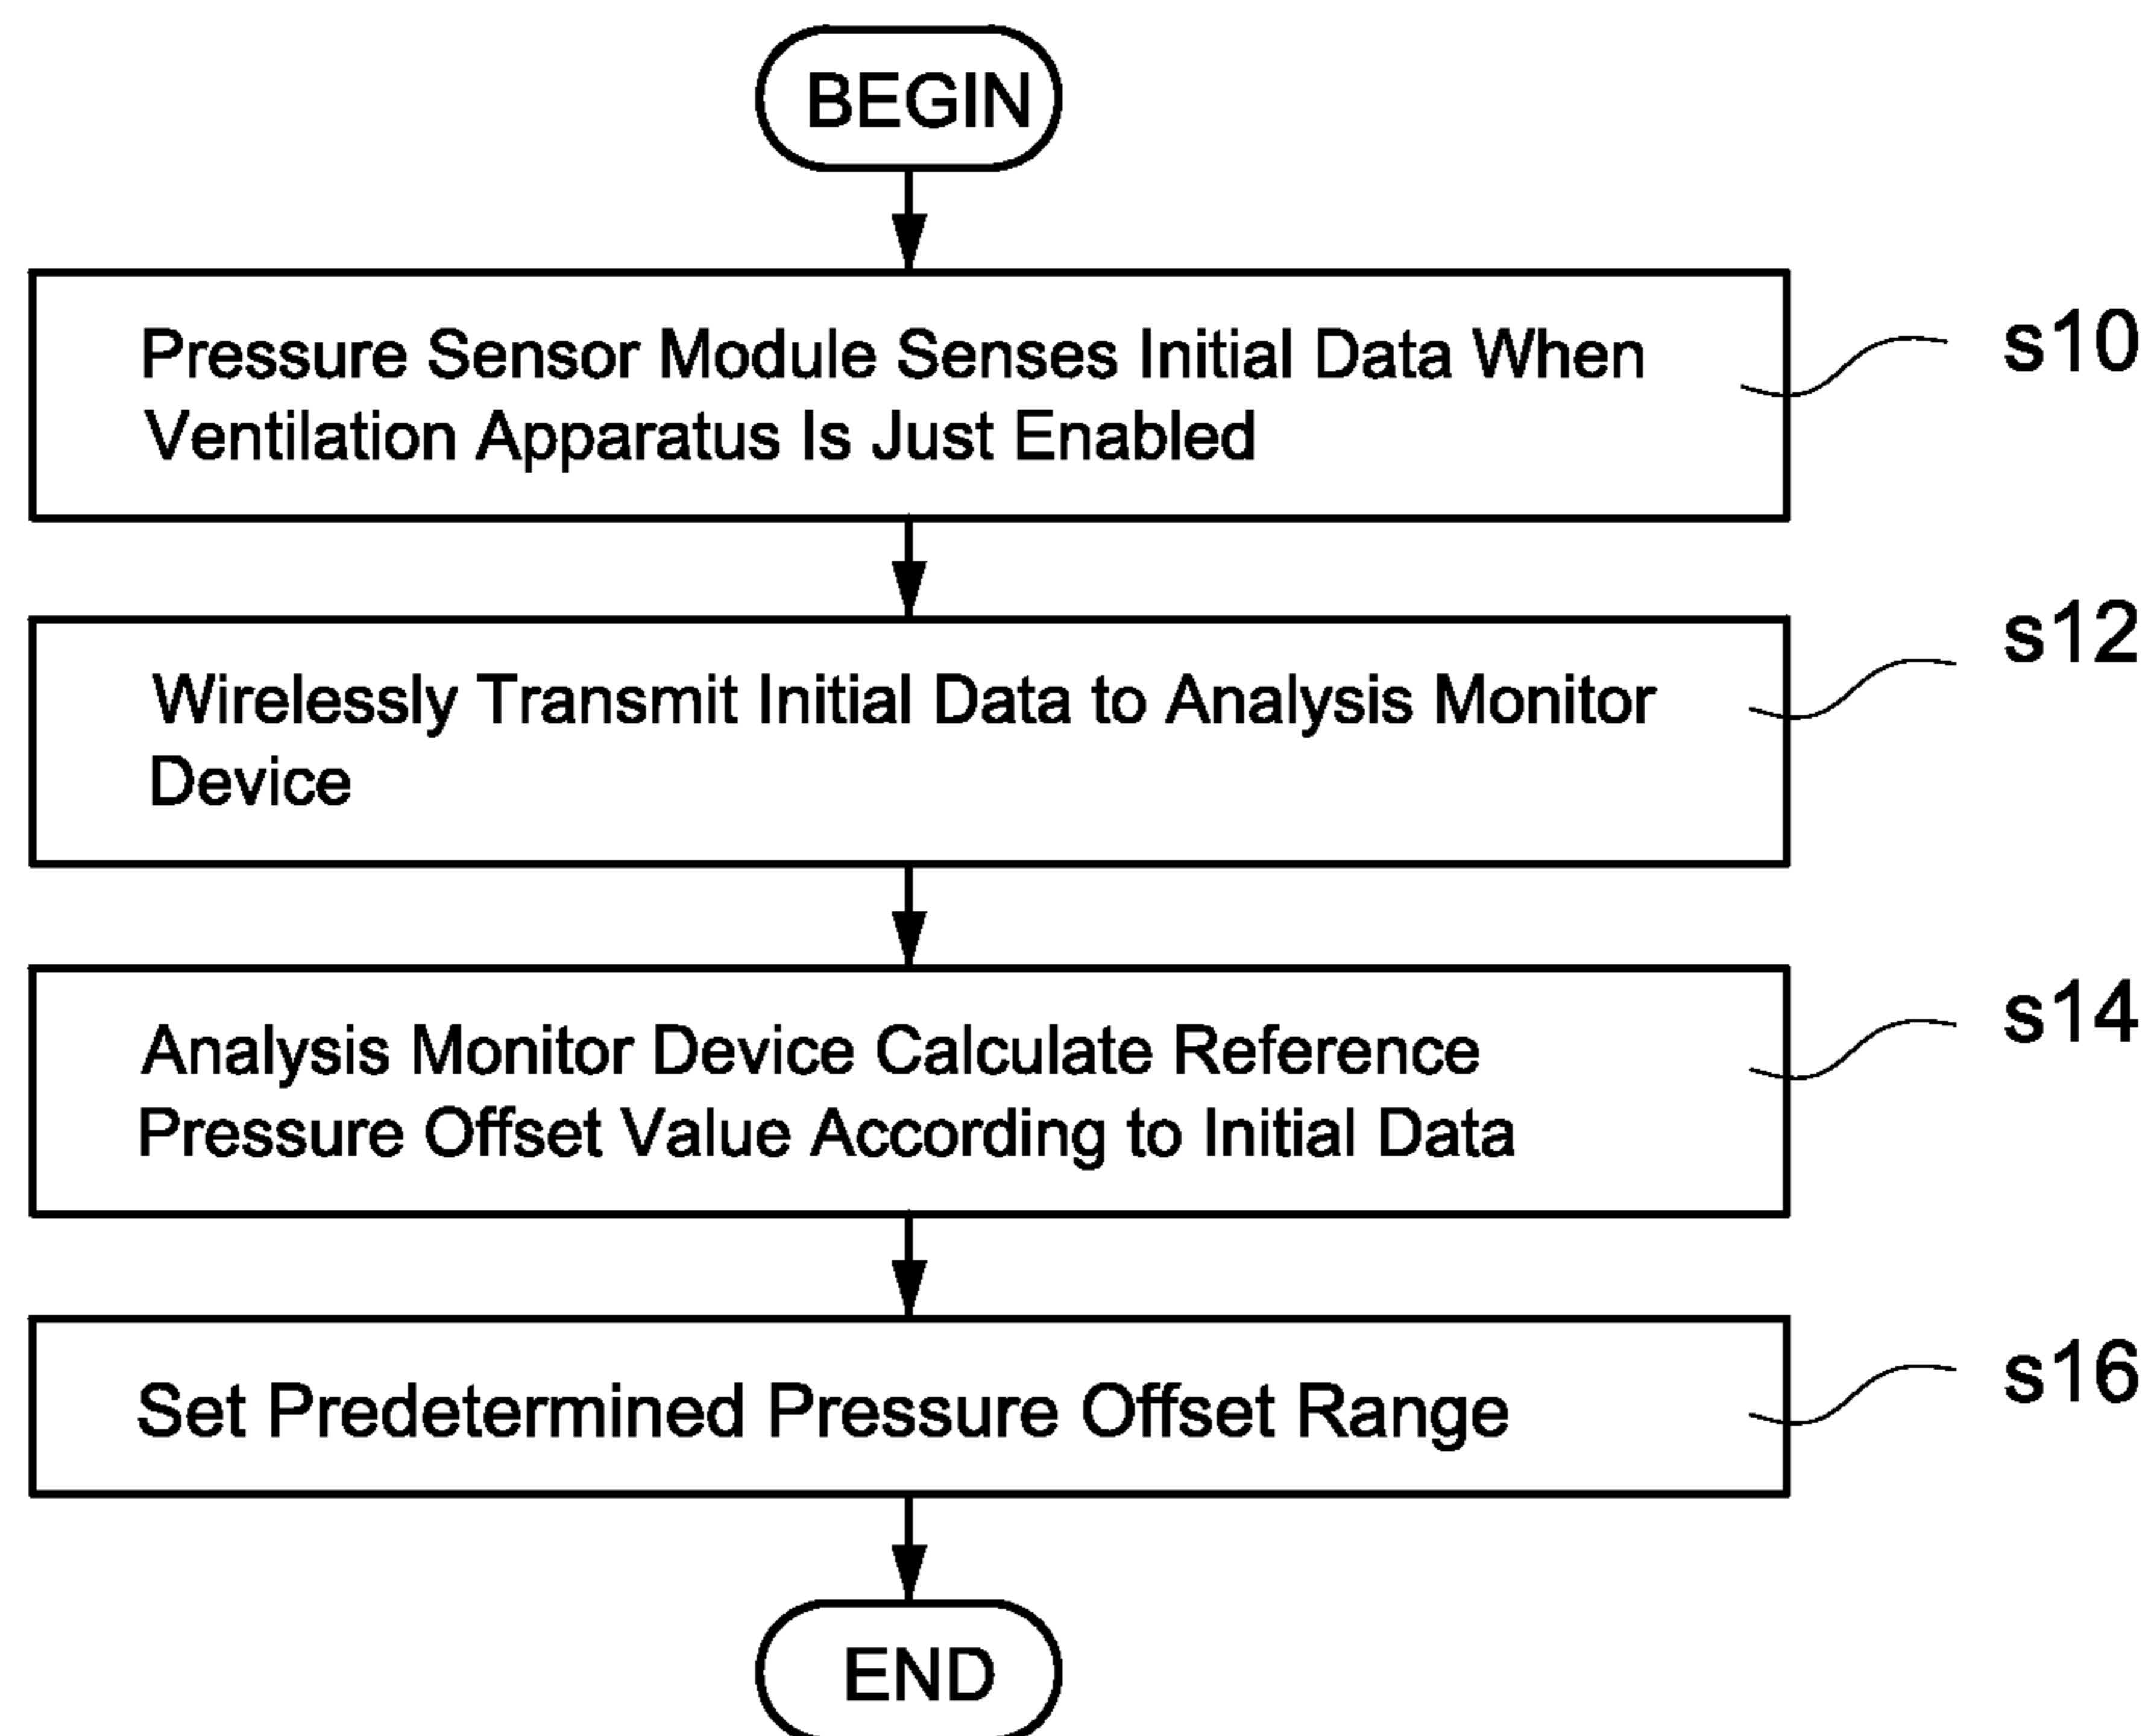 BEGIN
Pressure Sensor Module Senses Initial Data When
Ventilation Apparatus Is Just Enabled
s10
Wirelessly Transmit Initial Data to Analysis Monitor
Device
s12
Analysis Monitor Device Calculate Reference
Pressure Offset Value According to Initial Data
s14
Set Predetermined Pressure Offset Range
s16
END